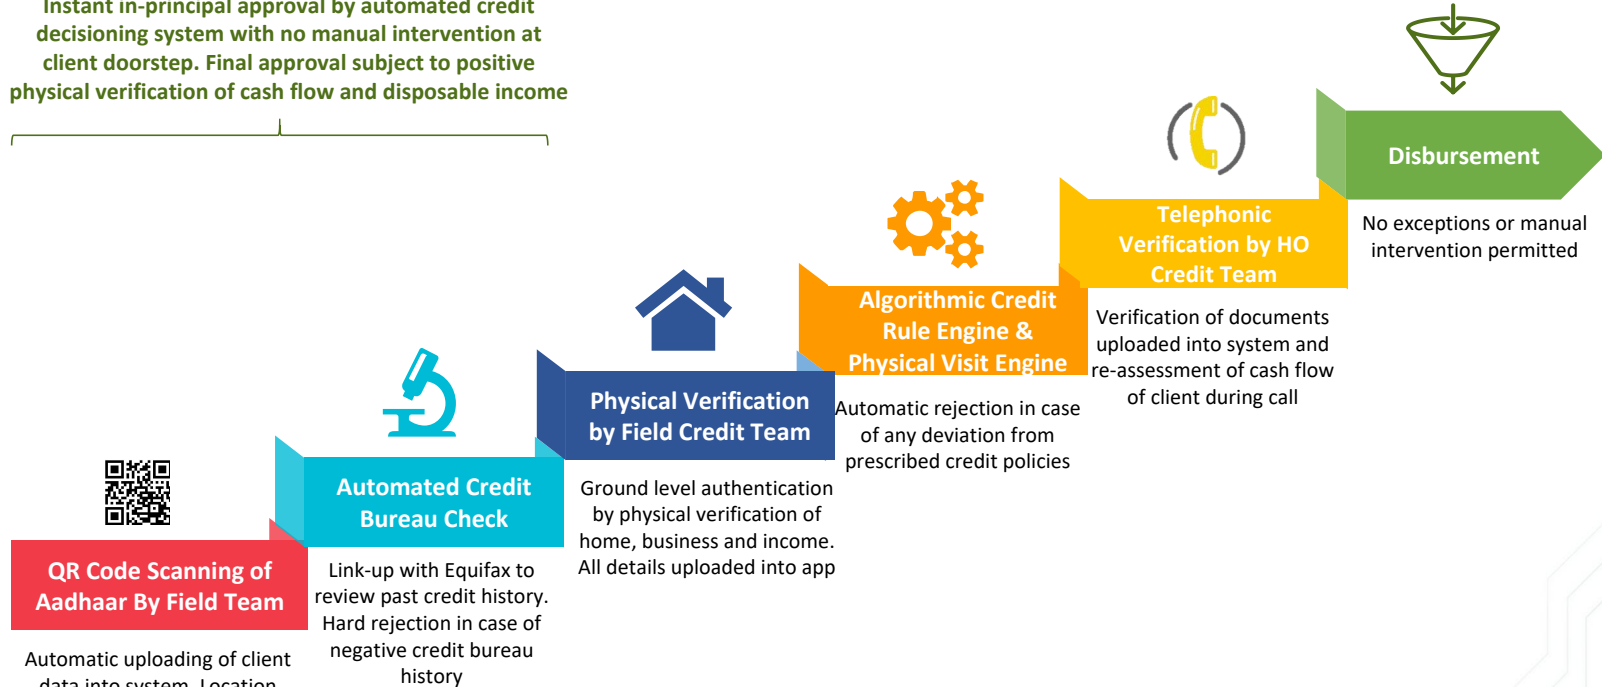 Instant in-principal approval by automated credit
decisioning system with no manual intervention at
client doorstep. Final approval subject to positive
physical verification of cash flow and disposable income
QR Code Scanning of
Aadhaar By Field Team
Automatic uploading of client
data into system. Location
Automated Credit
Bureau Check
Link-up with Equifax to
review past credit history.
Hard rejection in case of
negative credit bureau
history
Physical Verification
by Field Credit Team
Ground level authentication
by physical verification of
home, business and income.
All details uploaded into app
Algorithmic Credit
Rule Engine &
Physical Visit Engine
Automatic rejection in case
of any deviation from
prescribed credit policies
Telephonic
Verification by HO
Credit Team
Verification of documents
uploaded into system and
re-assessment of cash flow
of client during call
Disbursement
No exceptions or manual
intervention permitted